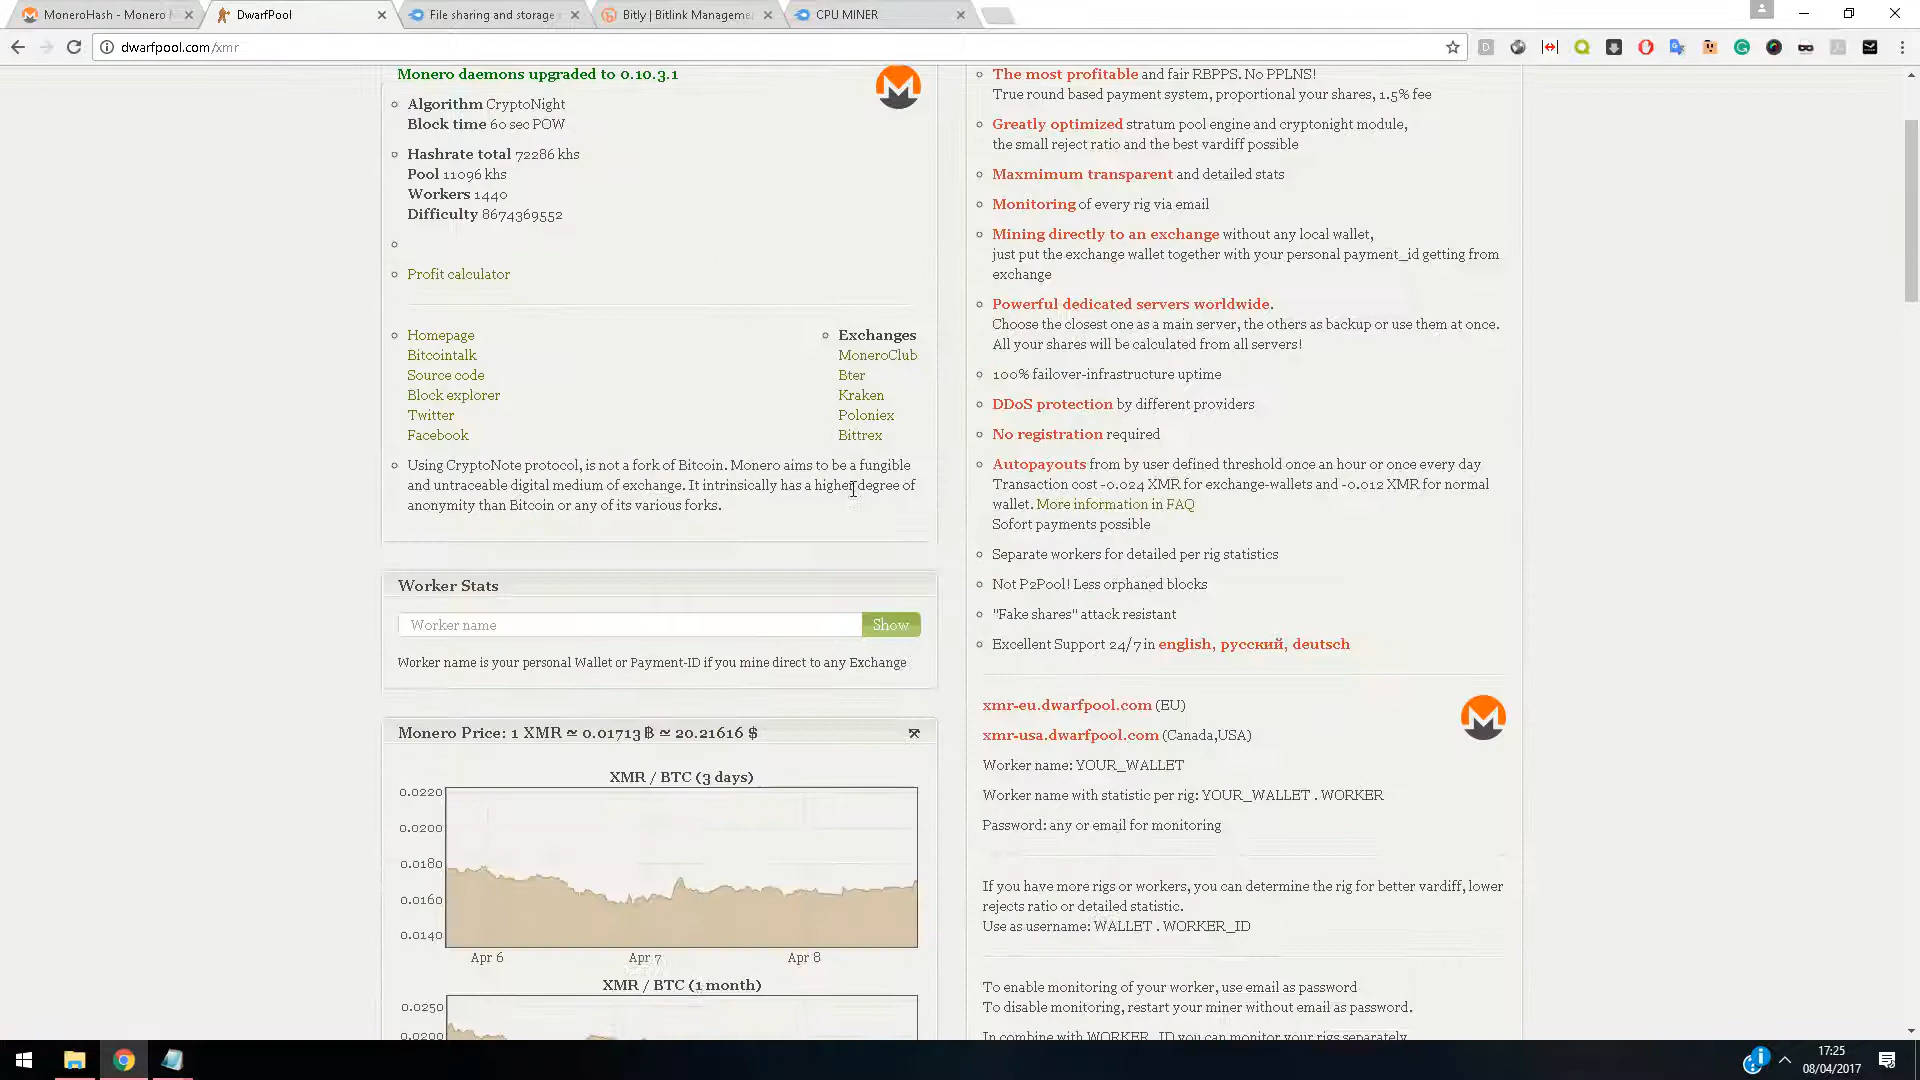 MoneroHash - Monero
DwarfPool
File sharing and storage
Bitly | Bitlink Manageme
CPU MINER
dwarfpool.com/xmr
Monero daemons upgraded to 0.10.3.1
Algorithm CryptoNight
Block time 60 sec POW
Hashrate total 72286 khs
Pool 11096 khs
Workers 1440
Difficulty 8674369552
Profit calculator
Homepage
Bitcointalk
Source code
Block explorer
Twitter
Facebook
Exchanges
MoneroClub
Bter
Kraken
Poloniex
Bittrex
Using CryptoNote protocol, is not a fork of Bitcoin. Monero aims to be a fungible
and untraceable digital medium of exchange. It intrinsically has a higher degree of
anonymity than Bitcoin or any of its various forks.
Worker Stats
Worker name
Show
Worker name is your personal Wallet or Payment-ID if you mine direct to any Exchange
Monero Price: 1 XMR ≃ 0.01713 ฿ ≃ 20.21616 $
XMR / BTC (3 days)
0.0220
0.0200
0.0180
0.0160
0.0140
Apr 6
Apr 7
Apr 8
XMR / BTC (1 month)
0.0250
0.0200
The most profitable and fair RBPPS. No PPLNS!
True round based payment system, proportional your shares, 1.5% fee
Greatly optimized stratum pool engine and cryptonight module,
the small reject ratio and the best vardiff possible
Maxmimum transparent and detailed stats
Monitoring of every rig via email
Mining directly to an exchange without any local wallet,
just put the exchange wallet together with your personal payment_id getting from
exchange
Powerful dedicated servers worldwide.
Choose the closest one as a main server, the others as backup or use them at once.
All your shares will be calculated from all servers!
100% failover-infrastructure uptime
DDoS protection by different providers
No registration required
Autopayouts from by user defined threshold once an hour or once every day
Transaction cost -0.024 XMR for exchange-wallets and -0.012 XMR for normal
wallet. More information in FAQ
Sofort payments possible
Separate workers for detailed per rig statistics
Not P2Pool! Less orphaned blocks
"Fake shares" attack resistant
Excellent Support 24/7 in english, русский, deutsch
xmr-eu.dwarfpool.com (EU)
xmr-usa.dwarfpool.com (Canada,USA)
Worker name: YOUR_WALLET
Worker name with statistic per rig: YOUR_WALLET . WORKER
Password: any or email for monitoring
If you have more rigs or workers, you can determine the rig for better vardiff, lower
rejects ratio or detailed statistic.
Use as username: WALLET . WORKER_ID
To enable monitoring of your worker, use email as password
To disable monitoring, restart your miner without email as password.
In combine with WORKER_ID you can monitor your rigs separately
17:25
08/04/2017